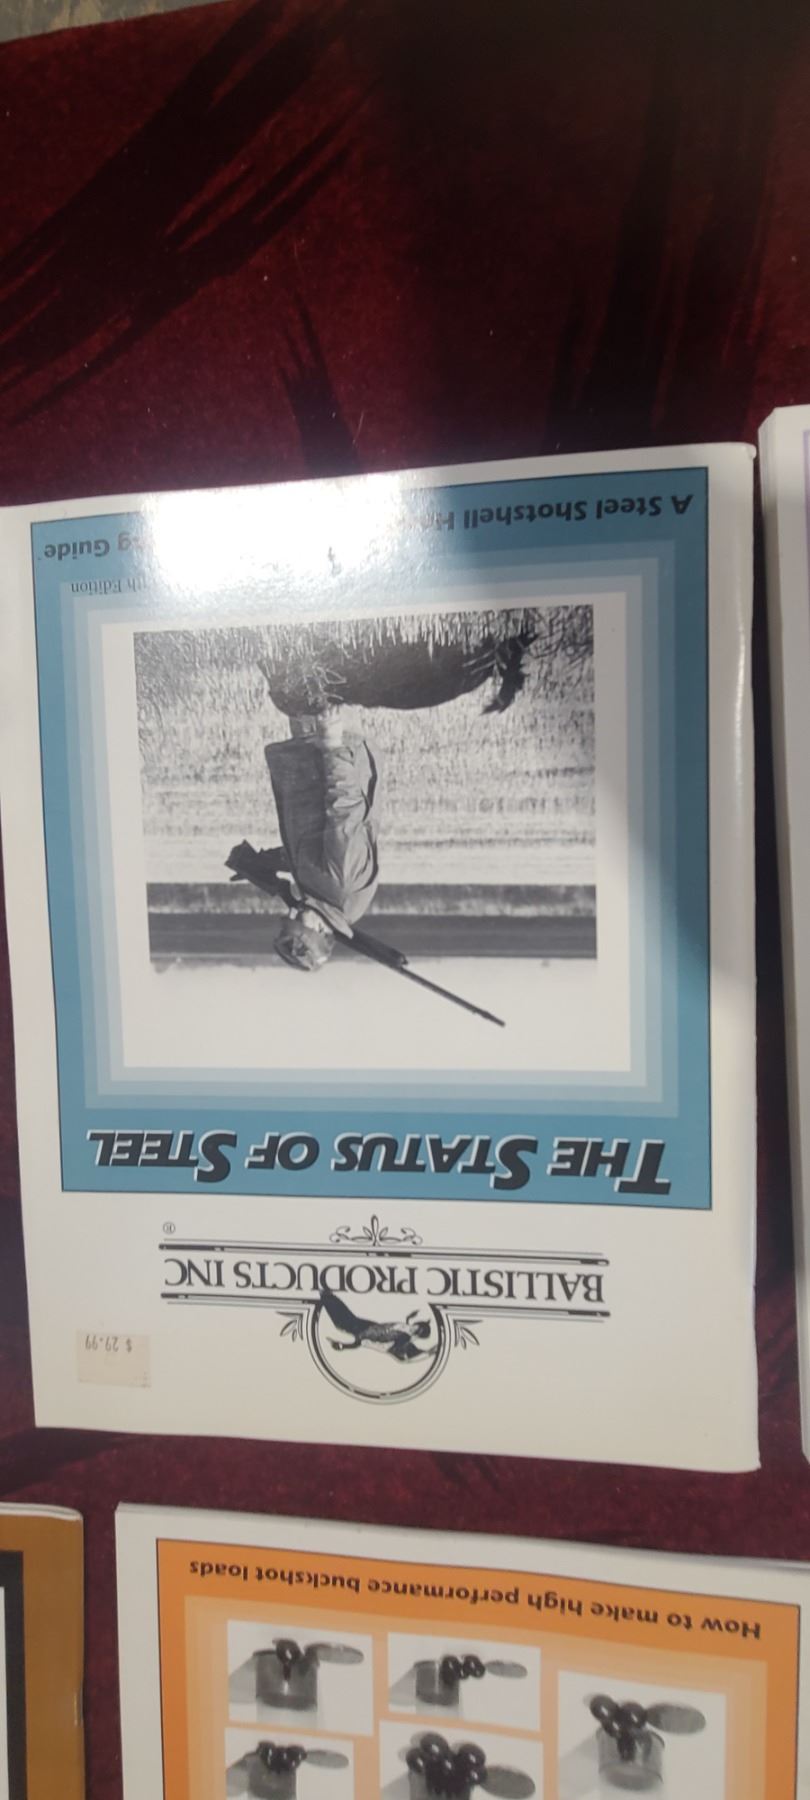 $ 29.99
BALLISTIC PRODUCTS INC
®
THE STATUS OF STEEL
th Edition
A Steel Shotshell H
g Guide
How to make high performance buckshot loads